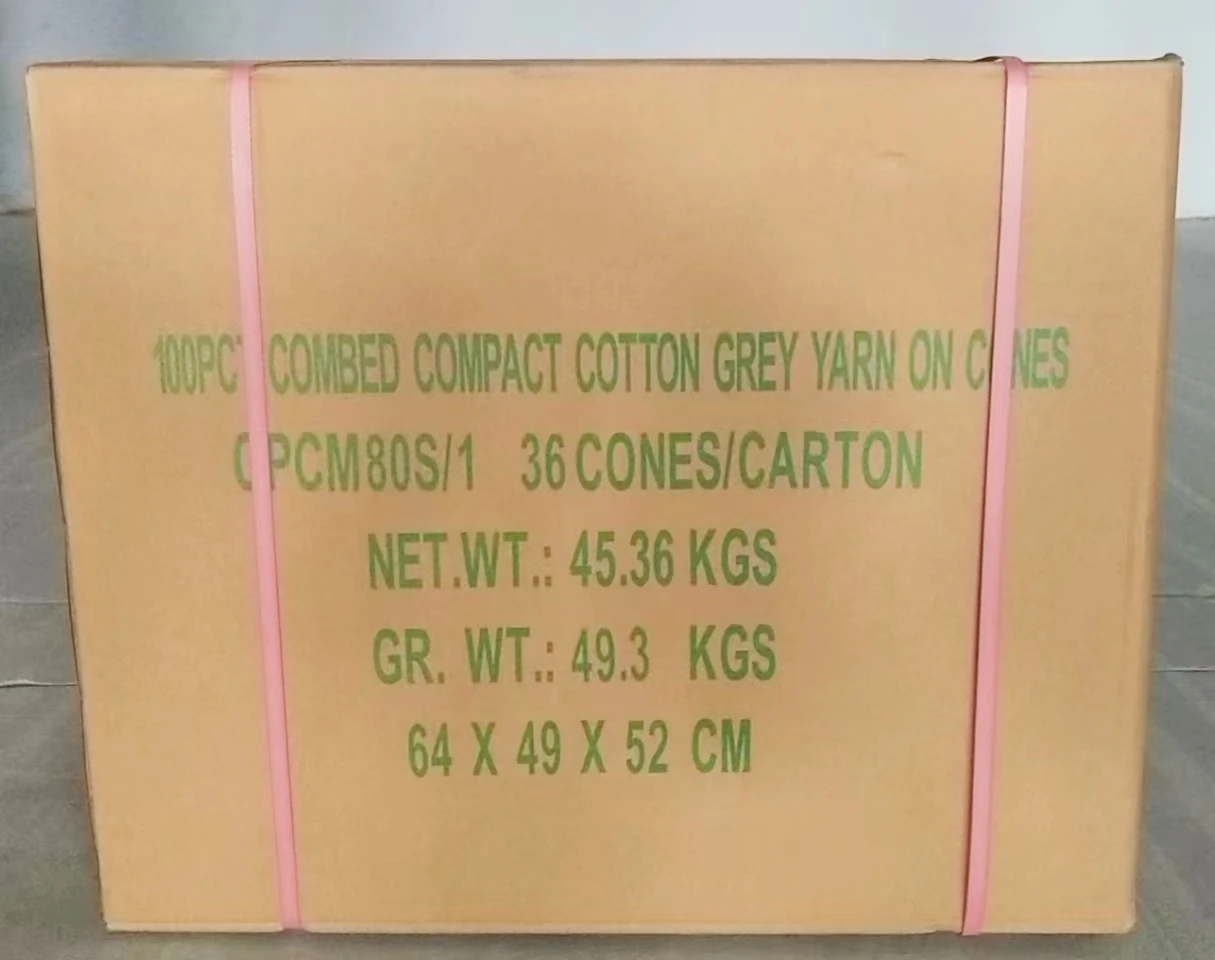 100PCT COMBED COMPACT COTTON GREY YARN ON CONES
CPCM80S/1 36 CONES/CARTON
NET.WT.: 45.36 KGS
GR. WT.: 49.3 KGS
64 X 49 X 52 CM